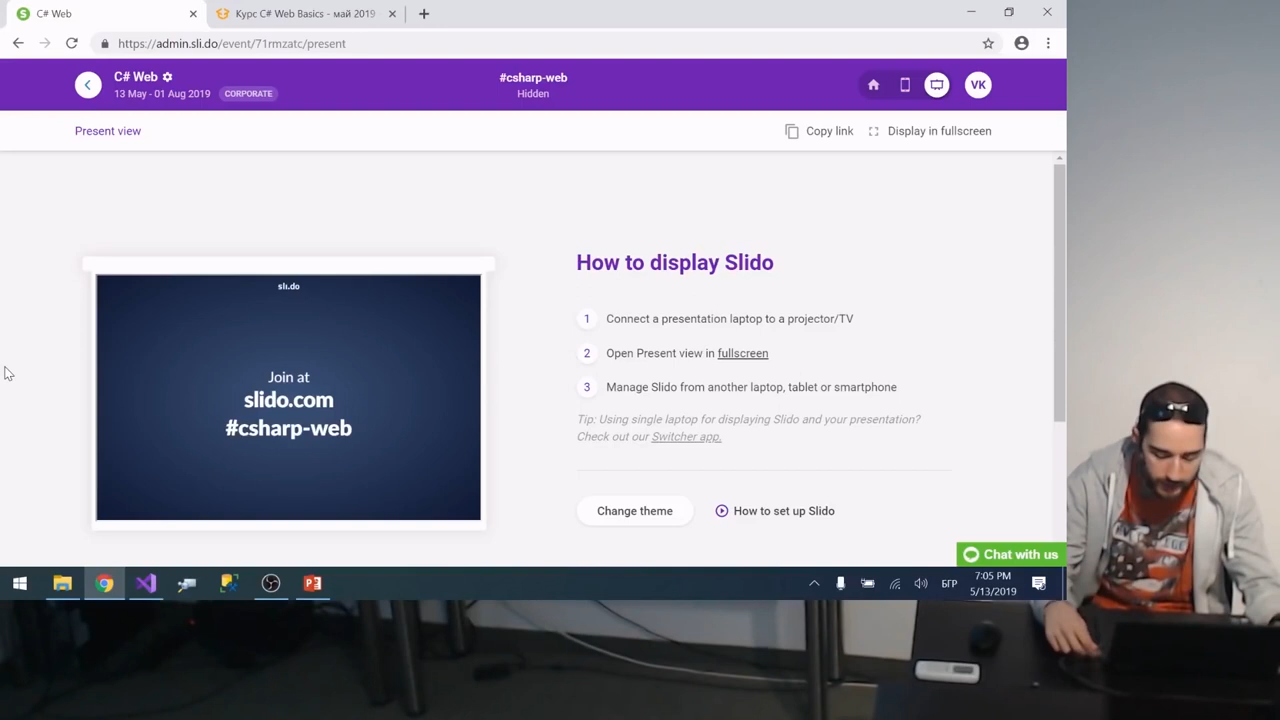 C# Web
Курс C# Web Basics - май 2019
https://admin.sli.do/event/71rmzatc/present
C# Web
13 May - 01 Aug 2019
CORPORATE
#csharp-web
Hidden
VK
Present view
Copy link
Display in fullscreen
sli.do
Join at
slido.com
#csharp-web
How to display Slido
1 Connect a presentation laptop to a projector/TV
2 Open Present view in fullscreen
3 Manage Slido from another laptop, tablet or smartphone
Tip: Using single laptop for displaying Slido and your presentation?
Check out our Switcher app.
Change theme
How to set up Slido
Chat with us
БГР
7:05 PM
5/13/2019